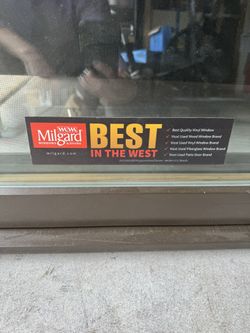 WOW.
Milgard
WINDOWS & DOORS
milgard.com
BEST
IN THE WEST
✓ Best Quality Vinyl Window
✓ Most Used Wood Window Brand
✓ Most Used Vinyl Window Brand
✓ Most Used Fiberglass Window Brand
✓ Most Used Patio Door Brand